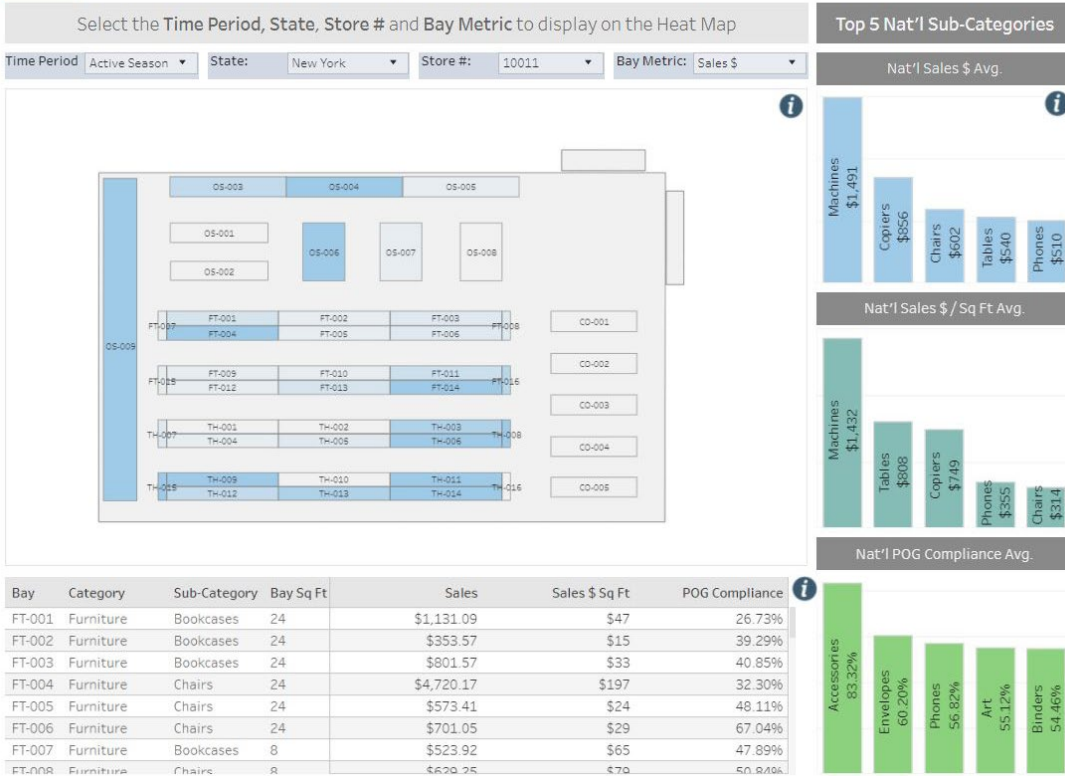 Select the Time Period, State, Store # and Bay Metric to display on the Heat Map
Time Period Active Season State: New York Store #: 10011 Bay Metric: Sales $
i
OS-003 OS-004 OS-005
OS-001
OS-002
OS-006 OS-007 OS-008
OS-009
FT-001 FT-002 FT-003
FT-007 FT-008
FT-004 FT-005 FT-006
FT-009 FT-010 FT-011
FT-015 FT-016
FT-012 FT-013 FT-014
TH-001 TH-002 TH-003
TH-007 TH-008
TH-004 TH-005 TH-006
TH-009 TH-010 TH-011
TH-015 TH-016
TH-012 TH-013 TH-014
CO-001
CO-002
CO-003
CO-004
CO-005
Bay Category Sub-Category Bay Sq Ft Sales Sales $ Sq Ft POG Compliance
i
FT-001 Furniture Bookcases 24 $1,131.09 $47 26.73%
FT-002 Furniture Bookcases 24 $353.57 $15 39.29%
FT-003 Furniture Bookcases 24 $801.57 $33 40.85%
FT-004 Furniture Chairs 24 $4,720.17 $197 32.30%
FT-005 Furniture Chairs 24 $573.41 $24 48.11%
FT-006 Furniture Chairs 24 $701.05 $29 67.04%
FT-007 Furniture Bookcases 8 $523.92 $65 47.89%
FT-008 Furniture Chairs 8 $629.25 $79 50.84%
Top 5 Nat'l Sub-Categories
Nat'l Sales $ Avg.
i
Machines
$1,491
Copiers
$856
Chairs
$602
Tables
$540
Phones
$510
Nat'l Sales $ / Sq Ft Avg.
Machines
$1,432
Tables
$808
Copiers
$749
Phones
$355
Chairs
$314
Nat'l POG Compliance Avg.
Accessories
83.32%
Envelopes
60.20%
Phones
56.82%
Art
55.12%
Binders
54.46%